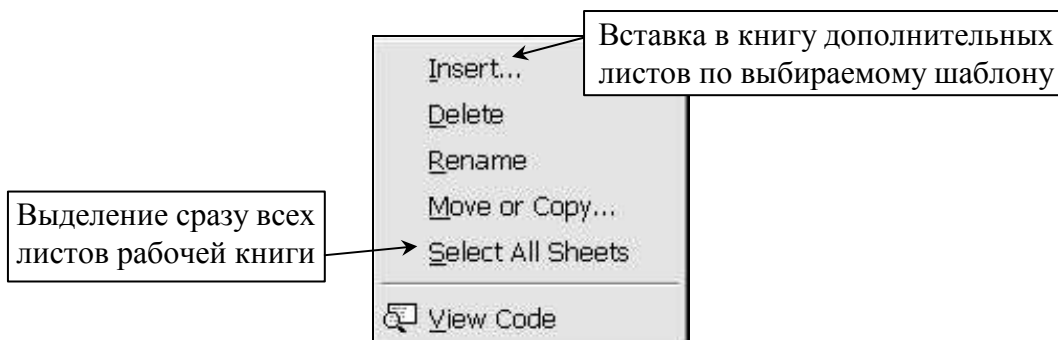 Вставка в книгу дополнительных
листов по выбираемому шаблону
Insert...
Delete
Rename
Move or Copy...
Выделение сразу всех
листов рабочей книги
Select All Sheets
View Code